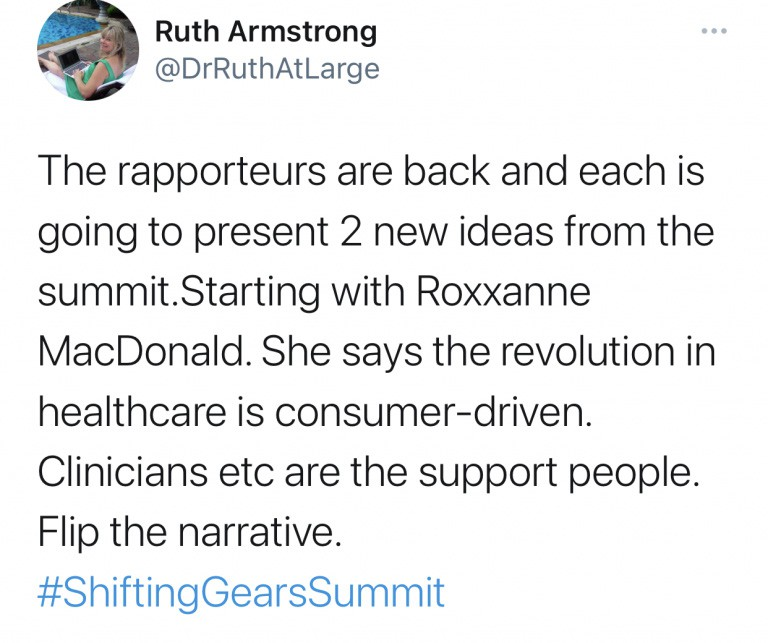 Ruth Armstrong
@DrRuthAtLarge
The rapporteurs are back and each is
going to present 2 new ideas from the
summit.Starting with Roxxanne
MacDonald. She says the revolution in
healthcare is consumer-driven.
Clinicians etc are the support people.
Flip the narrative.
#ShiftingGearsSummit